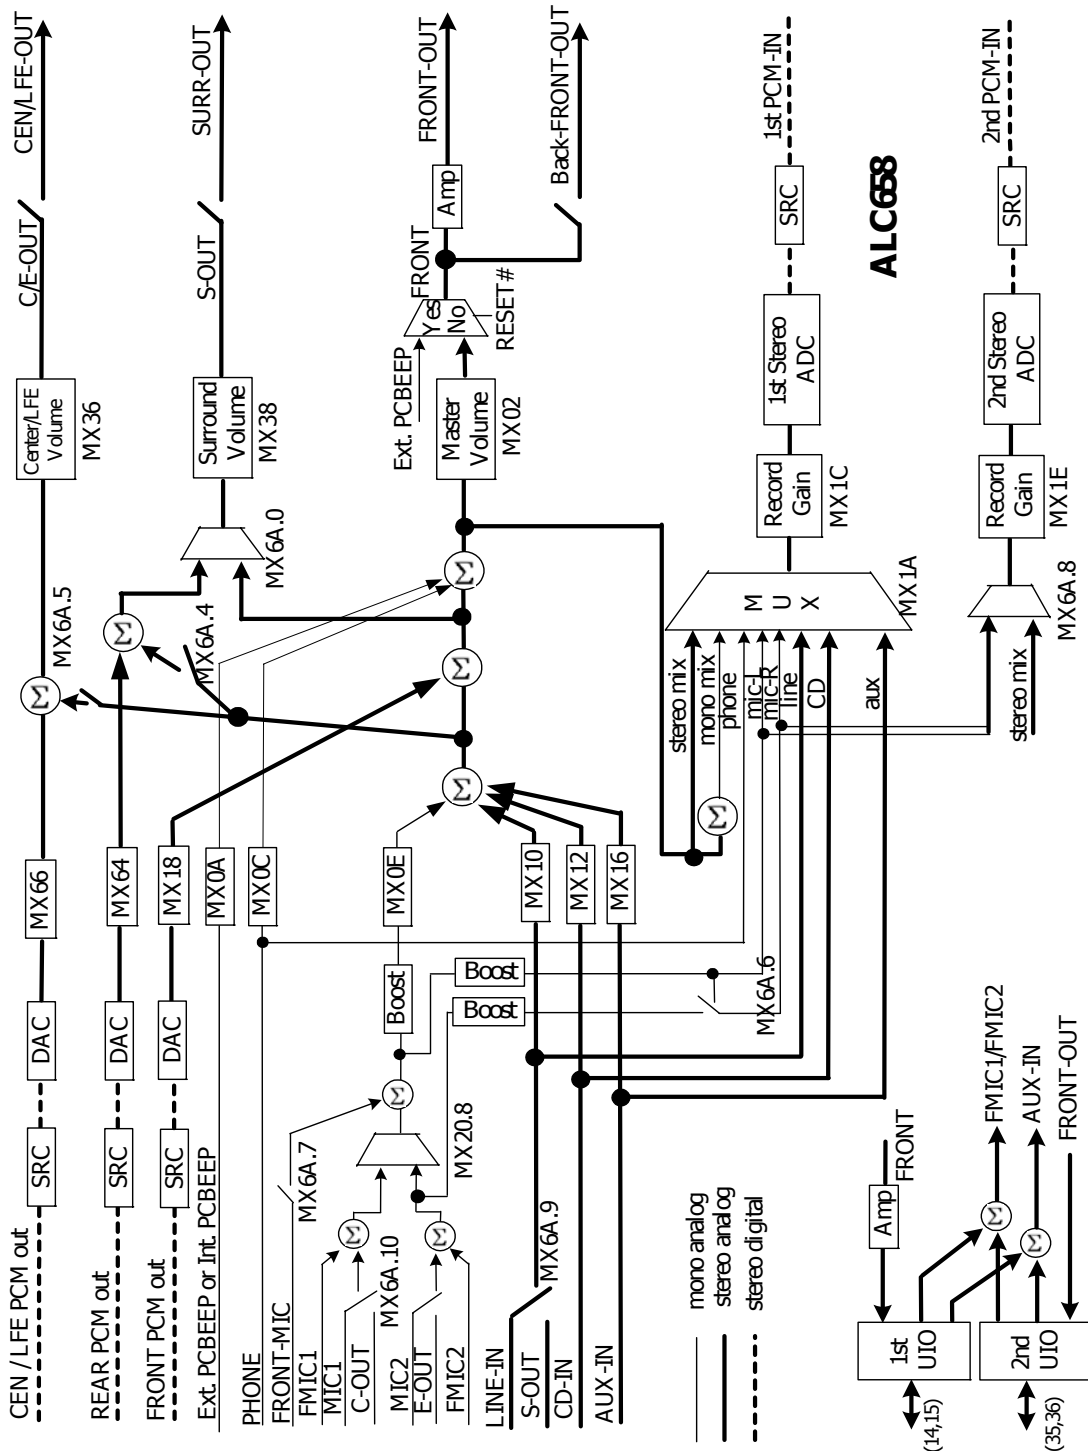 CEN / LFE PCM out
SRC
DAC
MX66
MX6A.5
Center/LFE
Volume
MX36
C/E-OUT
CEN/LFE-OUT
REAR PCM out
SRC
DAC
MX64
MX6A.4
MX6A.0
Surround
Volume
MX38
S-OUT
SURR-OUT
FRONT PCM out
SRC
DAC
MX18
Ext. PCBEEP or Int. PCBEEP
MX0A
PHONE
MX0C
Ext. PCBEEP
Yes
No
RESET#
FRONT
Amp
FRONT-OUT
Back-FRONT-OUT
Master
Volume
MX02
FRONT-MIC
MX6A.7
FMIC1
MIC1
C-OUT
MX6A.10
MIC2
E-OUT
FMIC2
MX20.8
Σ
Σ
Σ
Σ
Σ
Σ
Σ
Σ
Boost
MX0E
Boost
Boost
MX6A.6
LINE-IN
S-OUT
MX6A.9
CD-IN
AUX-IN
MX10
MX12
MX16
Σ
stereo mix
mono mix
phone
mic-L
mic-R
line
CD
aux
M
U
X
MX1A
Record
Gain
MX1C
1st Stereo
ADC
SRC
1st PCM-IN
stereo mix
MX6A.8
Record
Gain
MX1E
2nd Stereo
ADC
SRC
2nd PCM-IN
ALC658
mono analog
stereo analog
stereo digital
(14,15)
1st
UIO
Amp
FRONT
Σ
FMIC1/FMIC2
(35,36)
2nd
UIO
Σ
AUX-IN
FRONT-OUT